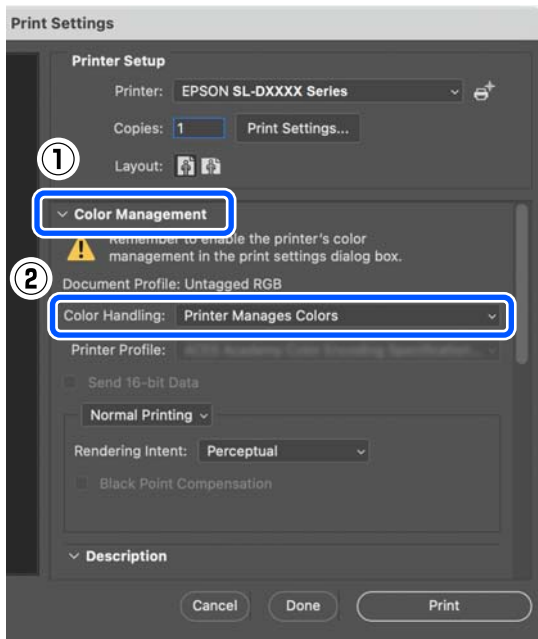 Print Settings
Printer Setup
Printer: EPSON SL-DXXXX Series
Copies: 1 Print Settings...
①
Layout:
Color Management
Remember to enable the printer's color
management in the print settings dialog box.
②
Document Profile: Untagged RGB
Color Handling: Printer Manages Colors
Printer Profile:
Send 16-bit Data
Normal Printing
Rendering Intent: Perceptual
Black Point Compensation
Description
Cancel Done Print